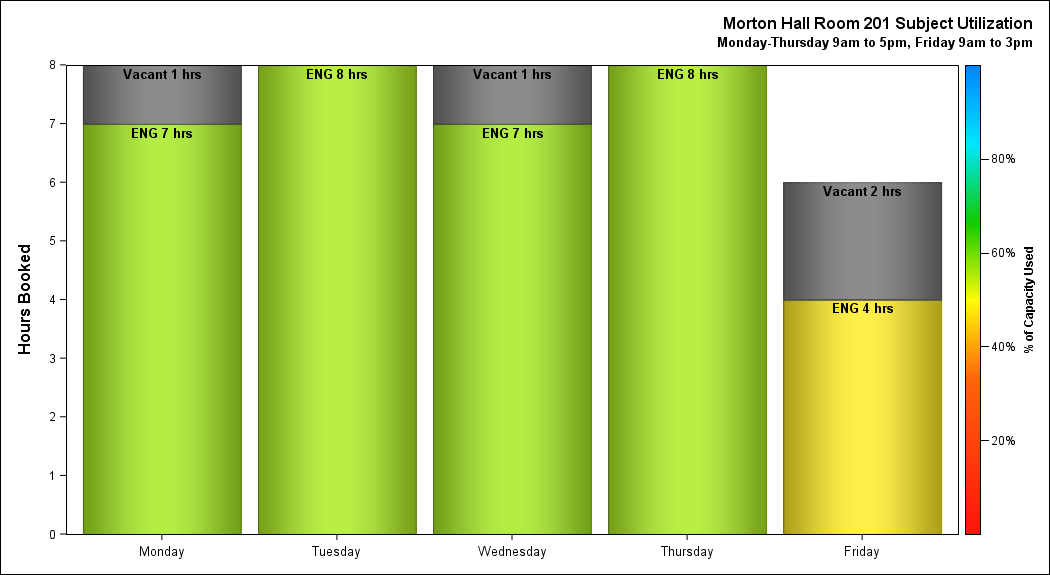 Morton Hall Room 201 Subject Utilization
Monday-Thursday 9am to 5pm, Friday 9am to 3pm
Hours Booked
8
7
6
5
4
3
2
1
0
Vacant 1 hrs
ENG 7 hrs
ENG 8 hrs
Vacant 1 hrs
ENG 7 hrs
ENG 8 hrs
Vacant 2 hrs
ENG 4 hrs
Monday
Tuesday
Wednesday
Thursday
Friday
80%
60%
40%
20%
% of Capacity Used